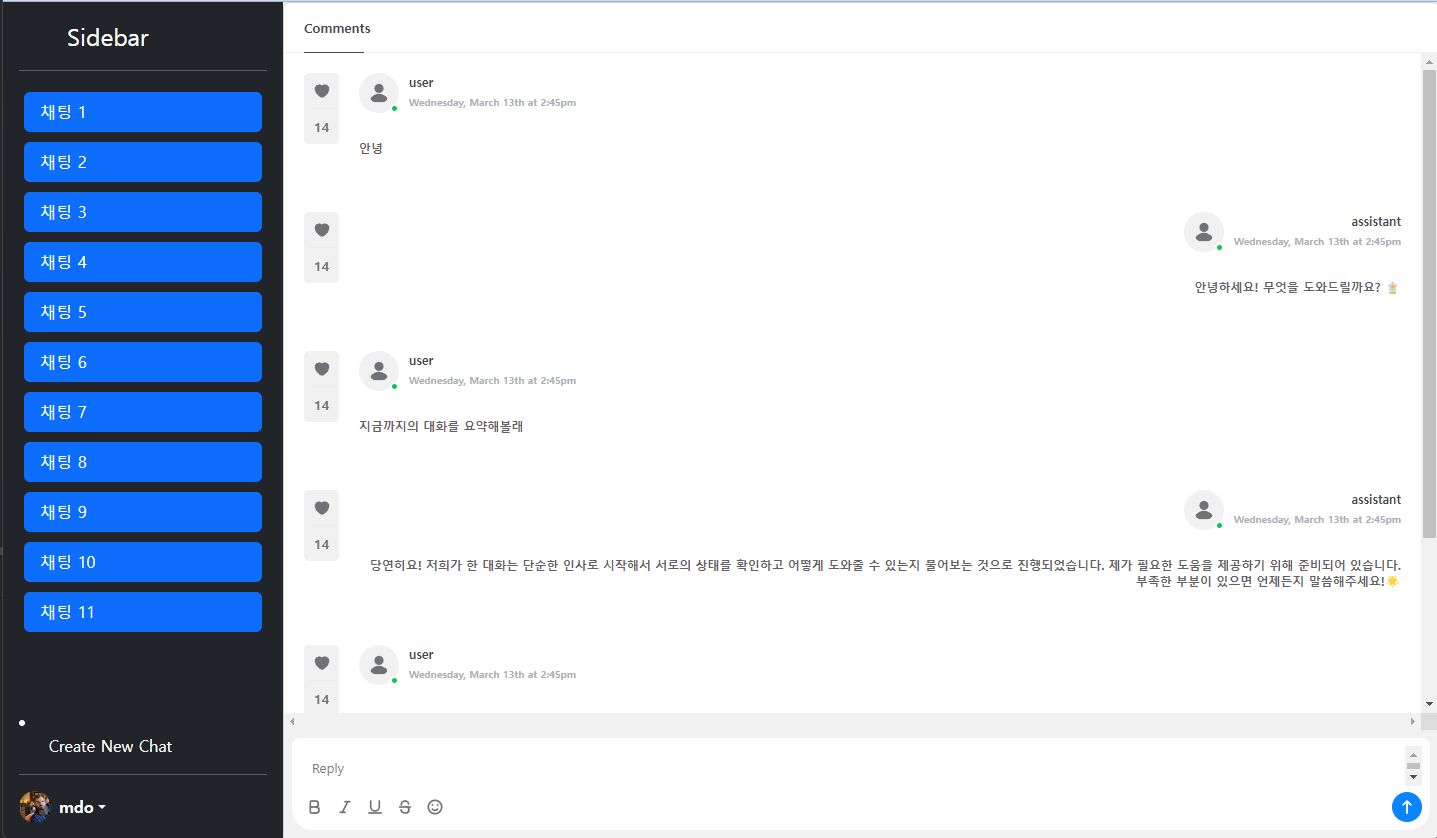 Sidebar
채팅 1
채팅 2
채팅 3
채팅 4
채팅 5
채팅 6
채팅 7
채팅 8
채팅 9
채팅 10
채팅 11
Create New Chat
mdo
Comments
14
user
Wednesday, March 13th at 2:45pm
안녕
14
assistant
Wednesday, March 13th at 2:45pm
안녕하세요! 무엇을 도와드릴까요?
14
user
Wednesday, March 13th at 2:45pm
지금까지의 대화를 요약해볼래
14
assistant
Wednesday, March 13th at 2:45pm
당연히요! 저희가 한 대화는 단순한 인사로 시작해서 서로의 상태를 확인하고 어떻게 도와줄 수 있는지 물어보는 것으로 진행되었습니다. 제가 필요한 도움을 제공하기 위해 준비되어 있습니다.
부족한 부분이 있으면 언제든지 말씀해주세요!🌟
14
user
Wednesday, March 13th at 2:45pm
Reply